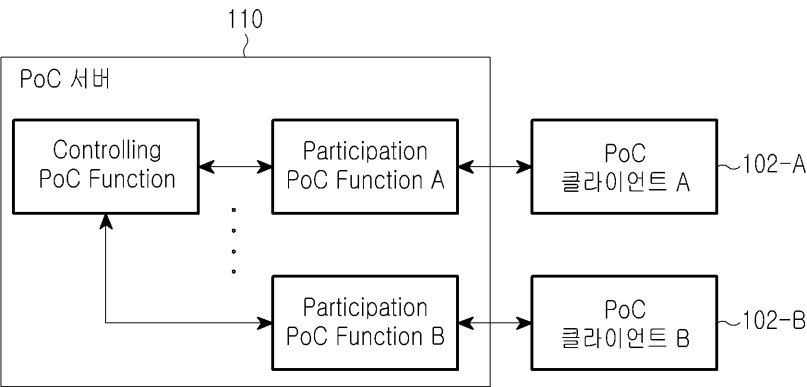 110
PoC 서버
Controlling
PoC Function
Participation
PoC Function A
PoC
클라이언트 A
102-A
Participation
PoC Function B
PoC
클라이언트 B
102-B